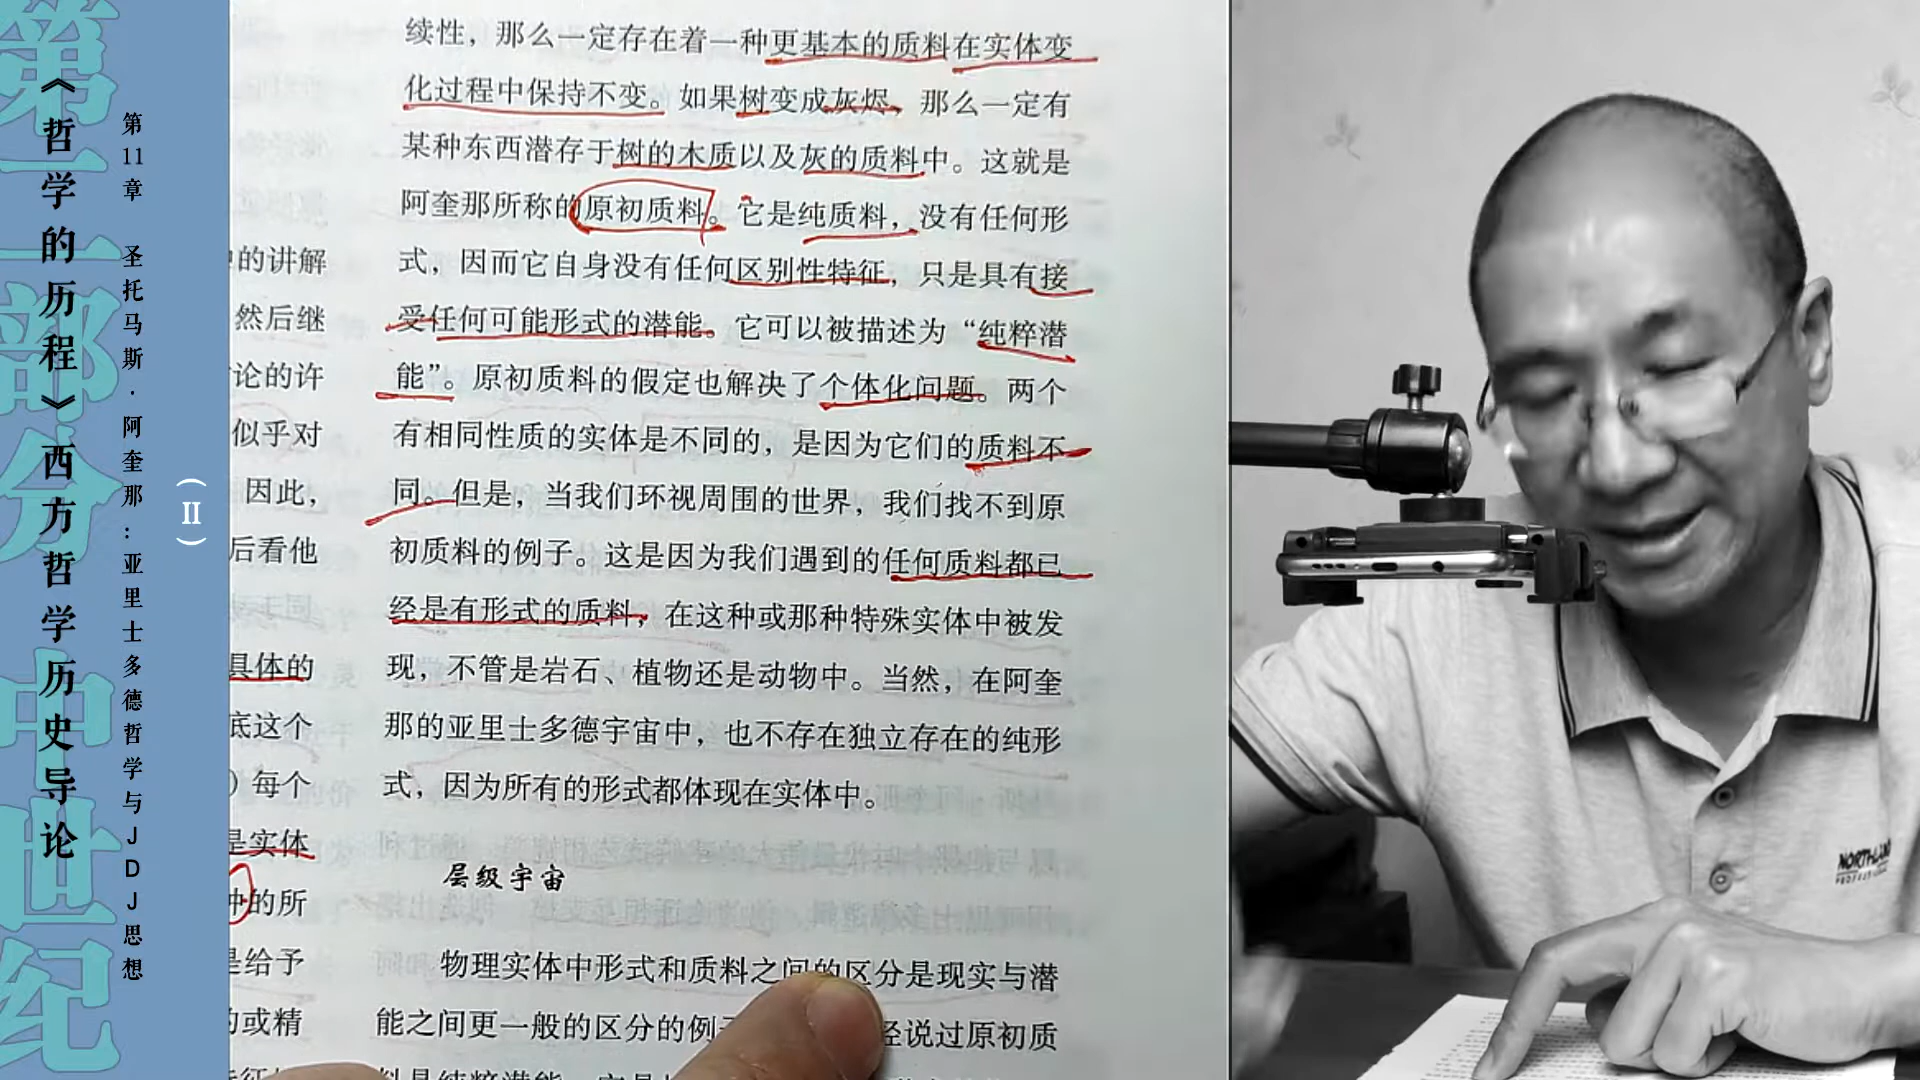 第二部分 中世纪
《哲学的历程》西方哲学历史导论
第11章 圣托马斯·阿奎那：亚里士多德哲学与JDJ思想
（II）
的讲解
然后继
论的许
似乎对
因此，
后看他
具体的
底这个
）每个
是实体
种的所
是给予
或精
续性，那么一定存在着一种更基本的质料在实体变
化过程中保持不变。如果树变成灰烬，那么一定有
某种东西潜存于树的木质以及灰的质料中。这就是
阿奎那所称的原初质料。它是纯质料，没有任何形
式，因而它自身没有任何区别性特征，只是具有接
受任何可能形式的潜能。它可以被描述为“纯粹潜
能”。原初质料的假定也解决了个体化问题。两个
有相同性质的实体是不同的，是因为它们的质料不
同。但是，当我们环视周围的世界，我们找不到原
初质料的例子。这是因为我们遇到的任何质料都已
经是有形式的质料，在这种或那种特殊实体中被发
现，不管是岩石、植物还是动物中。当然，在阿奎
那的亚里士多德宇宙中，也不存在独立存在的纯形
式，因为所有的形式都体现在实体中。
层级宇宙
物理实体中形式和质料之间的区分是现实与潜
能之间更一般的区分的例 说过原初质
NORTHLAND